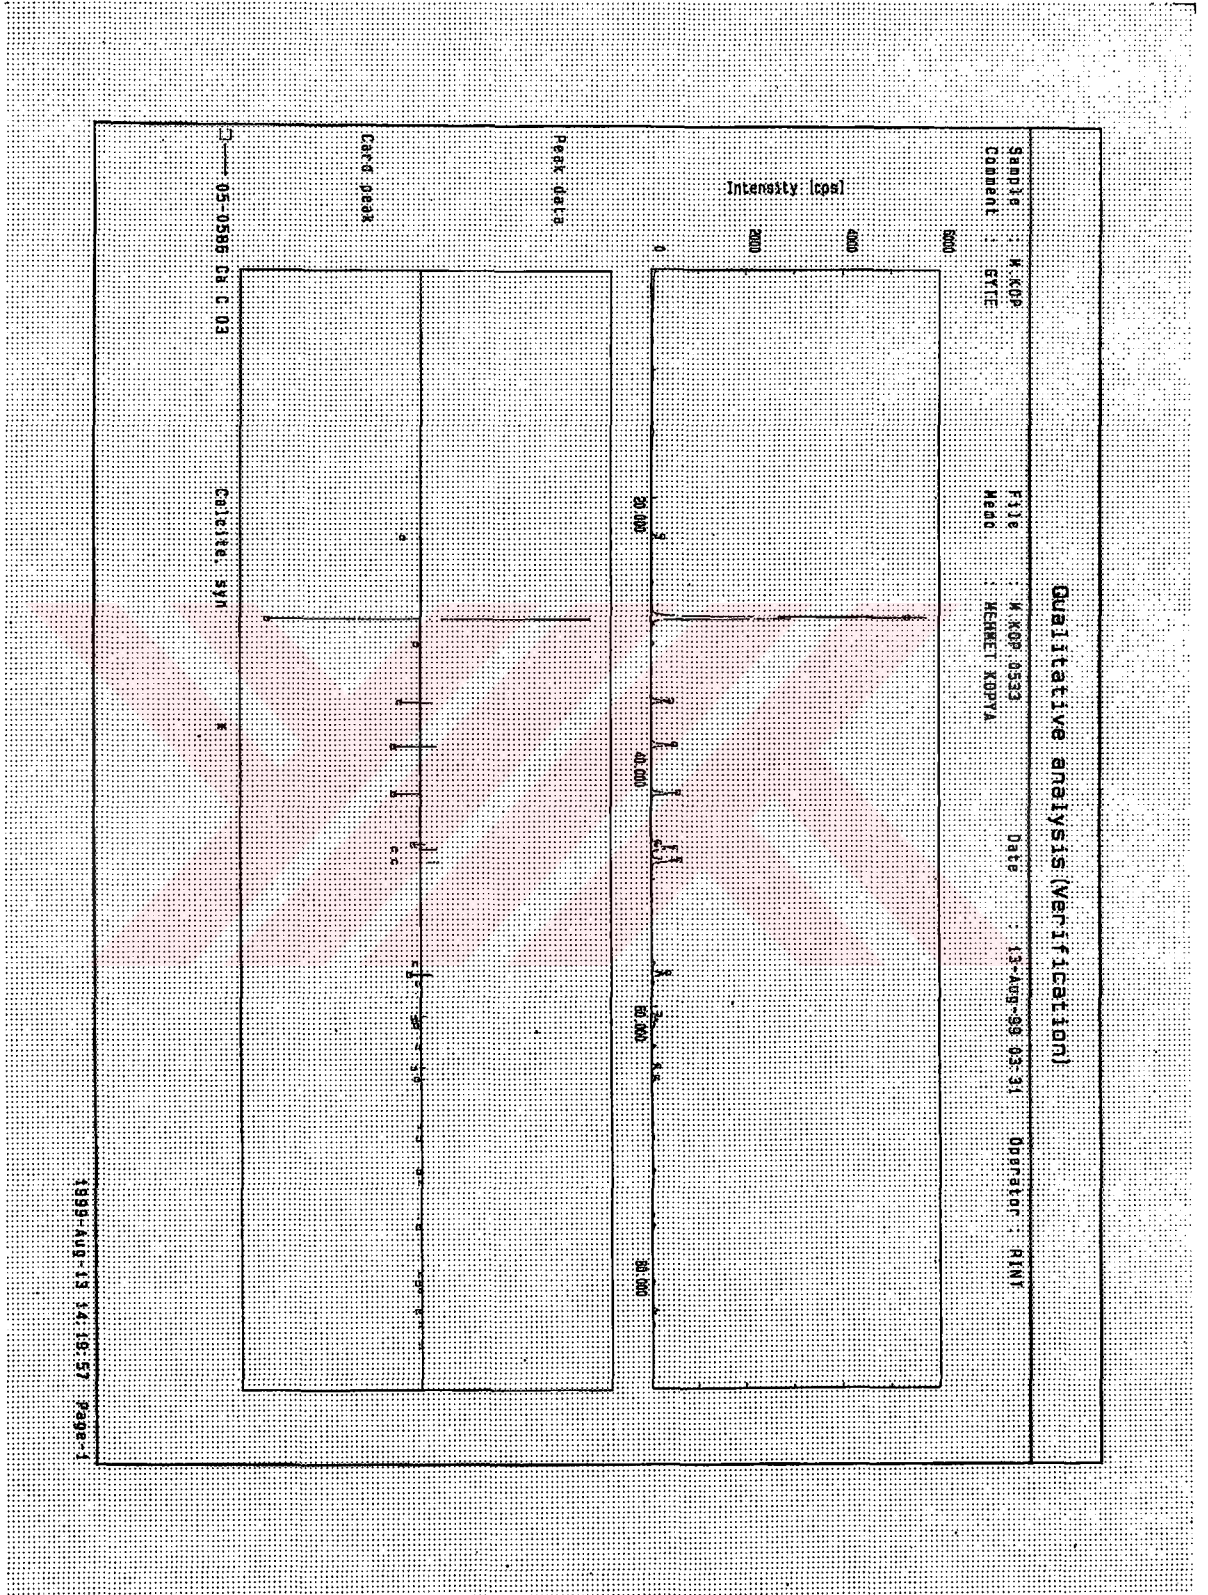 Qualitative analysis(Verification)
Sample : M.KOP File : M KOP 0533 Date : 13-Aug-99 03:31 Operator : RINT
Comment : GYTE Memo : MEHMET KOPYA
Intensity [cps]
6000
4000
2000
0
20.000 40.000 60.000 80.000
Peak data
Card peak
05-0586 Ca C O3 Calcite, syn *
1999-Aug-13 14:19:57 Page-1